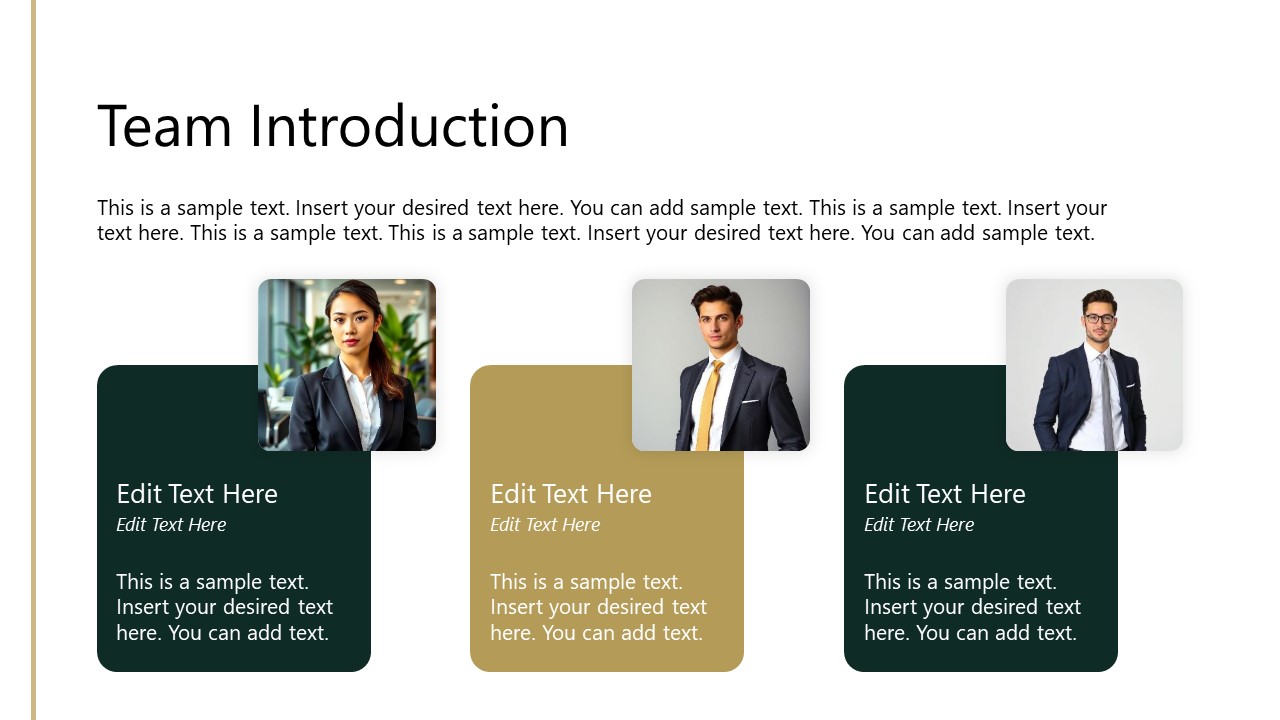 Team Introduction
This is a sample text. Insert your desired text here. You can add sample text. This is a sample text. Insert your
text here. This is a sample text. This is a sample text. Insert your desired text here. You can add sample text.
Edit Text Here
Edit Text Here
This is a sample text.
Insert your desired text
here. You can add text.
Edit Text Here
Edit Text Here
This is a sample text.
Insert your desired text
here. You can add text.
Edit Text Here
Edit Text Here
This is a sample text.
Insert your desired text
here. You can add text.